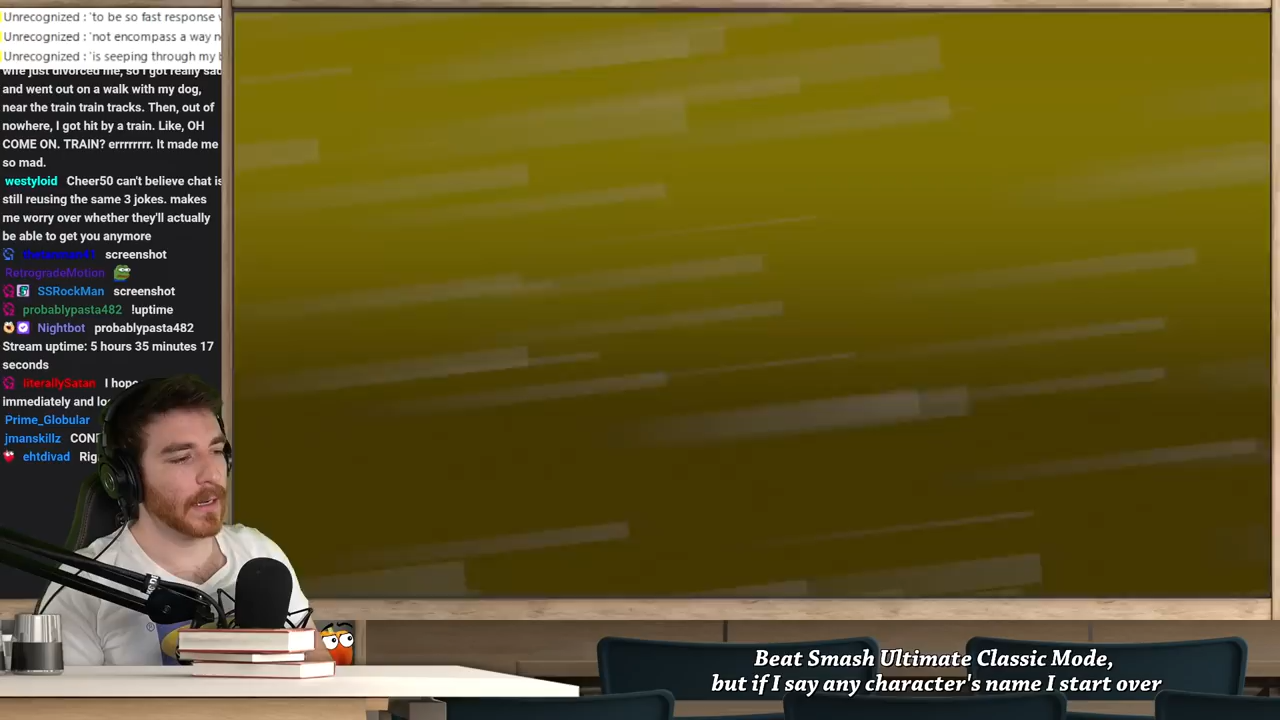 Unrecognized : 'to be so fast response
Unrecognized : 'not encompass a way
Unrecognized : 'is seeping through my
wife just divorced me, so I got really sad
and went out on a walk with my dog,
near the train train tracks. Then, out of
nowhere, I got hit by a train. Like, OH
COME ON. TRAIN? errrrrrr. It made me
so mad.
westyloid Cheer50 can't believe chat is
still reusing the same 3 jokes. makes
me worry over whether they'll actually
be able to get you anymore
screenshot
RetrogradeMotion
SSRockMan screenshot
probablypasta482 !uptime
Nightbot probablypasta482
Stream uptime: 5 hours 35 minutes 17
seconds
literallySatan I hope
immediately and
Prime_Globular
jmanskillz
ehtdivad
Beat Smash Ultimate Classic Mode,
but if I say any character's name I start over